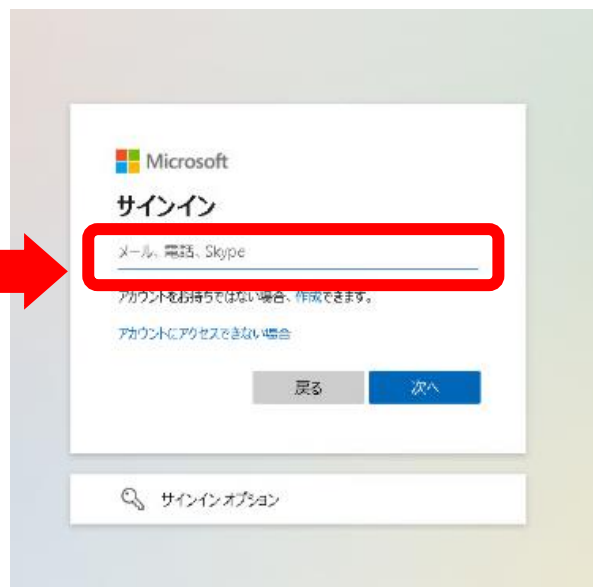 Microsoft
サインイン
メール、電話、Skype
アカウントをお持ちではない場合、作成できます。
アカウントにアクセスできない場合
戻る
次へ
サインイン オプション